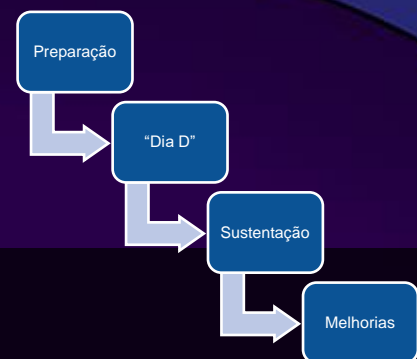 Preparação
“Dia D”
Sustentação
Melhorias